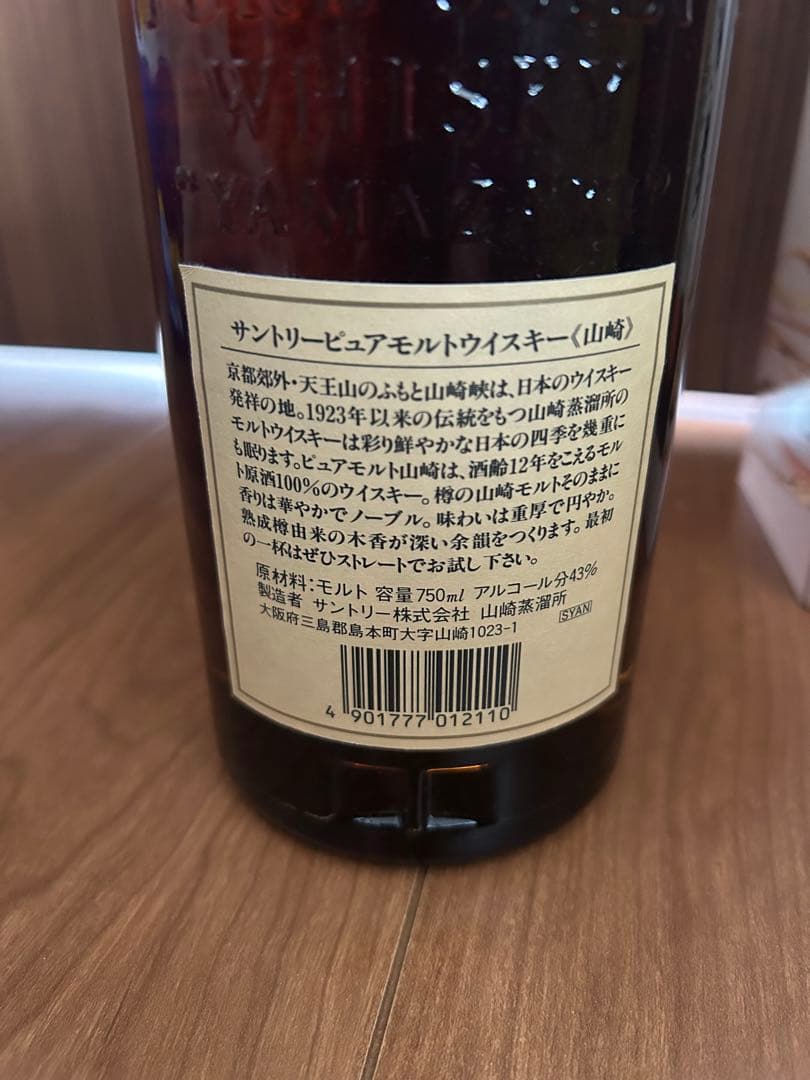 WHISKY
"YAMAZAKI"
サントリーピュアモルトウイスキー《山崎》
京都郊外・天王山のふもと山崎峡は、日本のウイスキー
発祥の地。1923年以来の伝統をもつ山崎蒸溜所の
モルトウイスキーは彩り鮮やかな日本の四季を幾重に
も眠ります。ピュアモルト山崎は、酒齢12年をこえるモル
ト原酒100%のウイスキー。樽の山崎モルトそのままに
香りは華やかでノーブル。味わいは重厚で円やか。
熟成樽由来の木香が深い余韻をつくります。最初
の一杯はぜひストレートでお試し下さい。
原材料:モルト 容量750ml アルコール分43%
製造者 サントリー株式会社 山崎蒸溜所
大阪府三島郡島本町大字山崎1023-1 SYAN
4 901777 012110